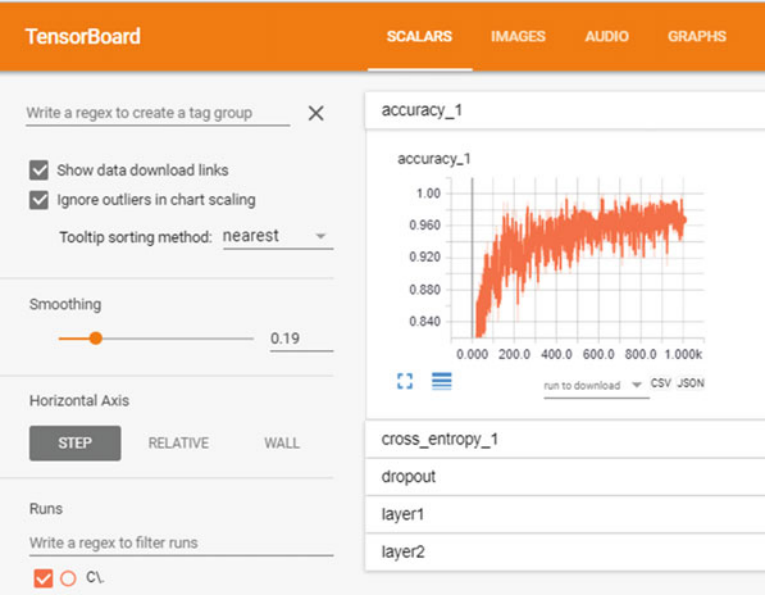 TensorBoard
SCALARS IMAGES AUDIO GRAPHS
Write a regex to create a tag group
Show data download links
Ignore outliers in chart scaling
Tooltip sorting method: nearest
Smoothing
0.19
Horizontal Axis
STEP RELATIVE WALL
Runs
Write a regex to filter runs
C\.
accuracy_1
accuracy_1
1.00
0.960
0.920
0.880
0.840
0.000 200.0 400.0 600.0 800.0 1.000k
run to download CSV JSON
cross_entropy_1
dropout
layer1
layer2